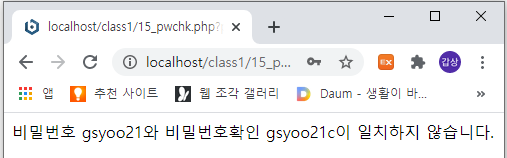 localhost/class1/15_pwchk.php?p
localhost/class1/15_p...
EX
갑상
앱
추천 사이트
웹 조각 갤러리
Daum - 생활이 바...
비밀번호 gsyoo21와 비밀번호확인 gsyoo21c이 일치하지 않습니다.